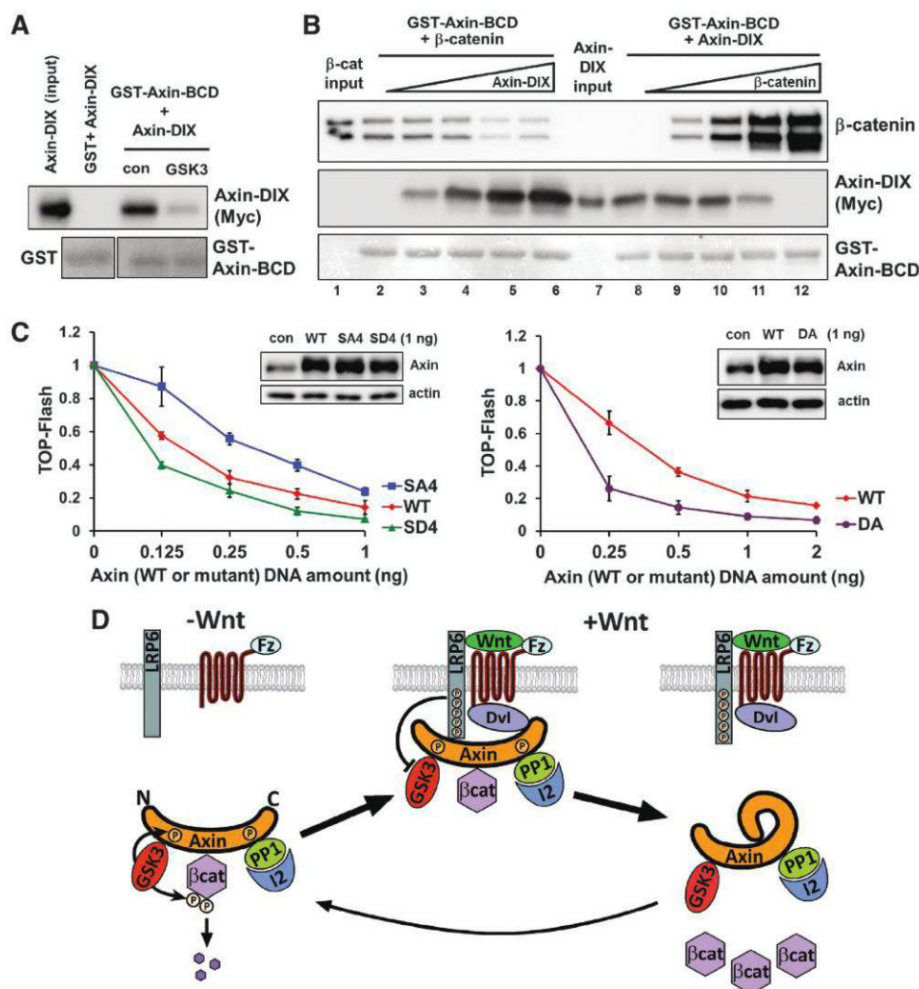 A
Axin-DIX (input)
GST+ Axin-DIX
GST-Axin-BCD
+
Axin-DIX
con GSK3
Axin-DIX
(Myc)
GST
GST-
Axin-BCD
B
β-cat
input
GST-Axin-BCD
+ β-catenin
Axin-DIX
Axin-
DIX
input
GST-Axin-BCD
+ Axin-DIX
β-catenin
β-catenin
Axin-DIX
(Myc)
GST-
Axin-BCD
1 2 3 4 5 6 7 8 9 10 11 12
C
TOP-Flash
1.2
1
0.8
0.6
0.4
0.2
0
0 0.125 0.25 0.5 1
Axin (WT or mutant) DNA amount (ng)
con WT SA4 SD4 (1 ng)
Axin
actin
SA4
WT
SD4
TOP-Flash
1.2
1
0.8
0.6
0.4
0.2
0
0 0.25 0.5 1 2
Axin (WT or mutant) DNA amount (ng)
con WT DA (1 ng)
Axin
actin
WT
DA
D
-Wnt
+Wnt
LRP6
Fz
N
C
P
Axin
P
GSK3
βcat
PP1
I2
P P
LRP6
Wnt
Fz
P
P
P
P
Dvl
P
Axin
P
GSK3
βcat
PP1
I2
LRP6
Wnt
Fz
P
P
P
P
P
Dvl
Axin
GSK3
PP1
I2
βcat
βcat
βcat